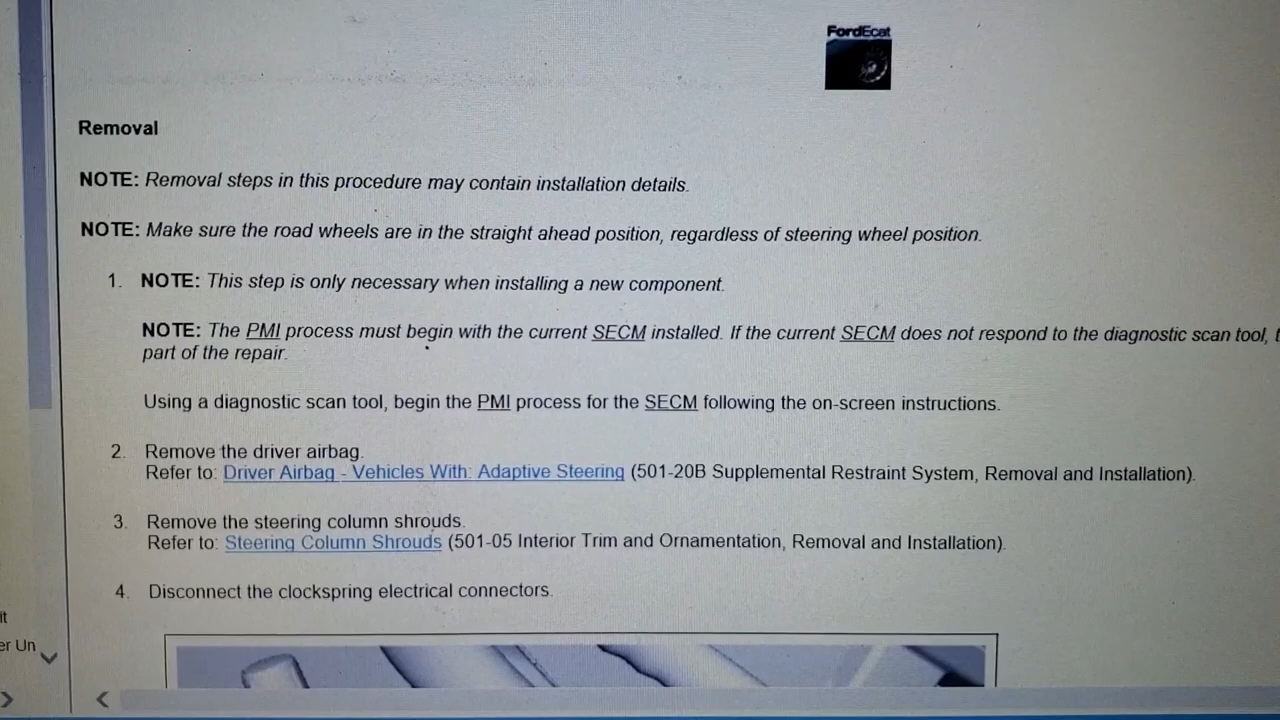 FordEcat
Removal
NOTE: Removal steps in this procedure may contain installation details.
NOTE: Make sure the road wheels are in the straight ahead position, regardless of steering wheel position.
1. NOTE: This step is only necessary when installing a new component.
NOTE: The PMI process must begin with the current SECM installed. If the current SECM does not respond to the diagnostic scan tool,
part of the repair.
Using a diagnostic scan tool, begin the PMI process for the SECM following the on-screen instructions.
2. Remove the driver airbag.
Refer to: Driver Airbag - Vehicles With: Adaptive Steering (501-20B Supplemental Restraint System, Removal and Installation).
3. Remove the steering column shrouds.
Refer to: Steering Column Shrouds (501-05 Interior Trim and Ornamentation, Removal and Installation).
4. Disconnect the clockspring electrical connectors.
it
er Un